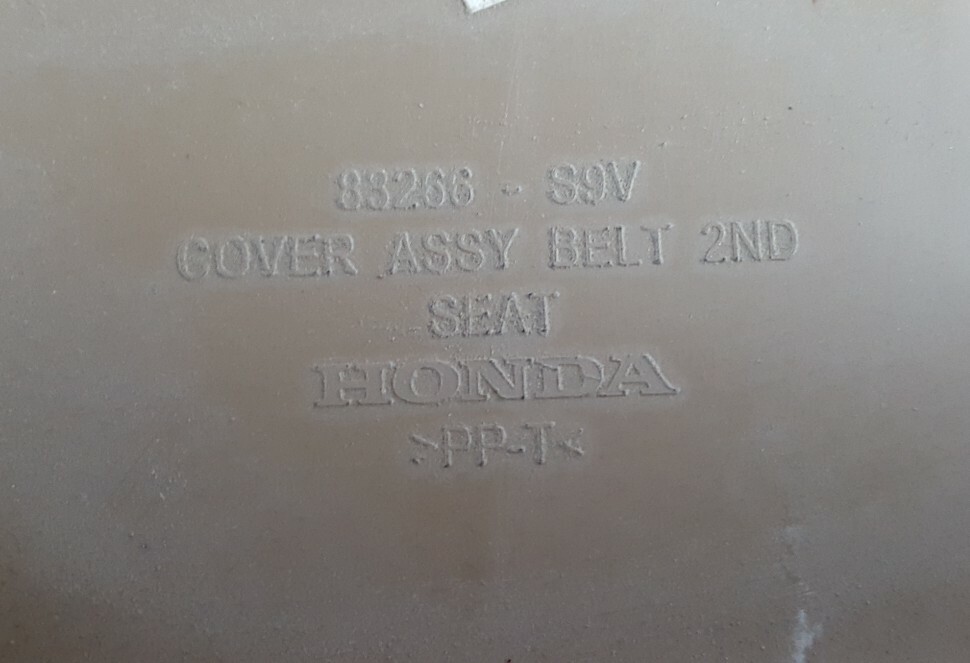 83266 - S9V
COVER ASSY BELT 2ND
SEAT
HONDA
>PP-T<